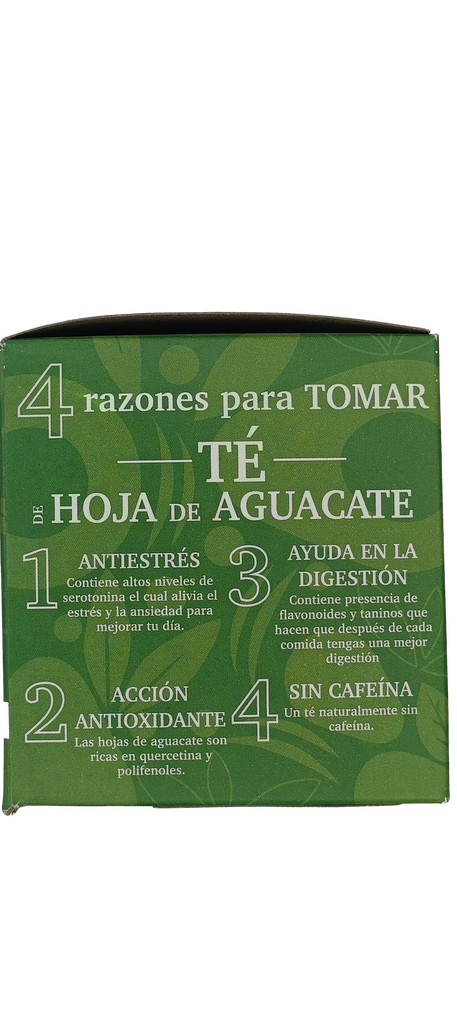 4 razones para TOMAR
TÉ
DE HOJA DE AGUACATE
1 ANTIESTRÉS
Contiene altos niveles de
serotonina el cual alivia el
estrés y la ansiedad para
mejorar tu día.
2 ACCIÓN
ANTIOXIDANTE
Las hojas de aguacate son
ricas en quercetina y
polifenoles.
3 AYUDA EN LA
DIGESTIÓN
Contiene presencia de
flavonoides y taninos que
hacen que después de cada
comida tengas una mejor
digestión
4 SIN CAFEÍNA
Un té naturalmente sin
cafeína.